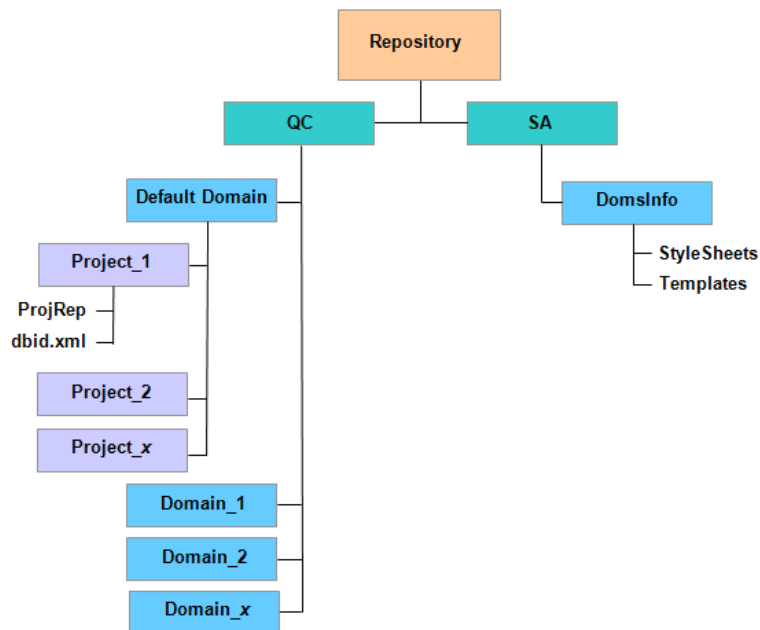 Repository
QC
SA
Default Domain
DomsInfo
Project_1
StyleSheets
Templates
ProjRep
dbid.xml
Project_2
Project_x
Domain_1
Domain_2
Domain_x